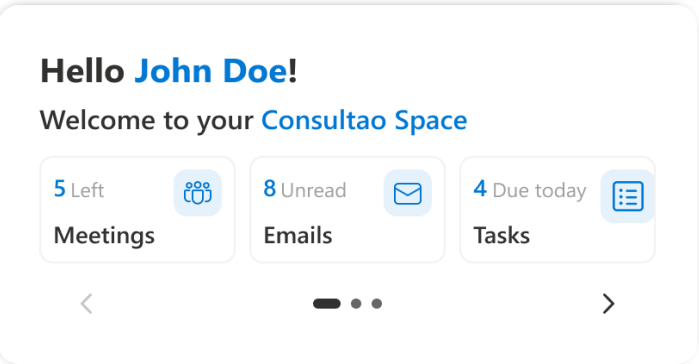 Hello John Doe!
Welcome to your Consultao Space
5 Left
Meetings
8 Unread
Emails
4 Due today
Tasks